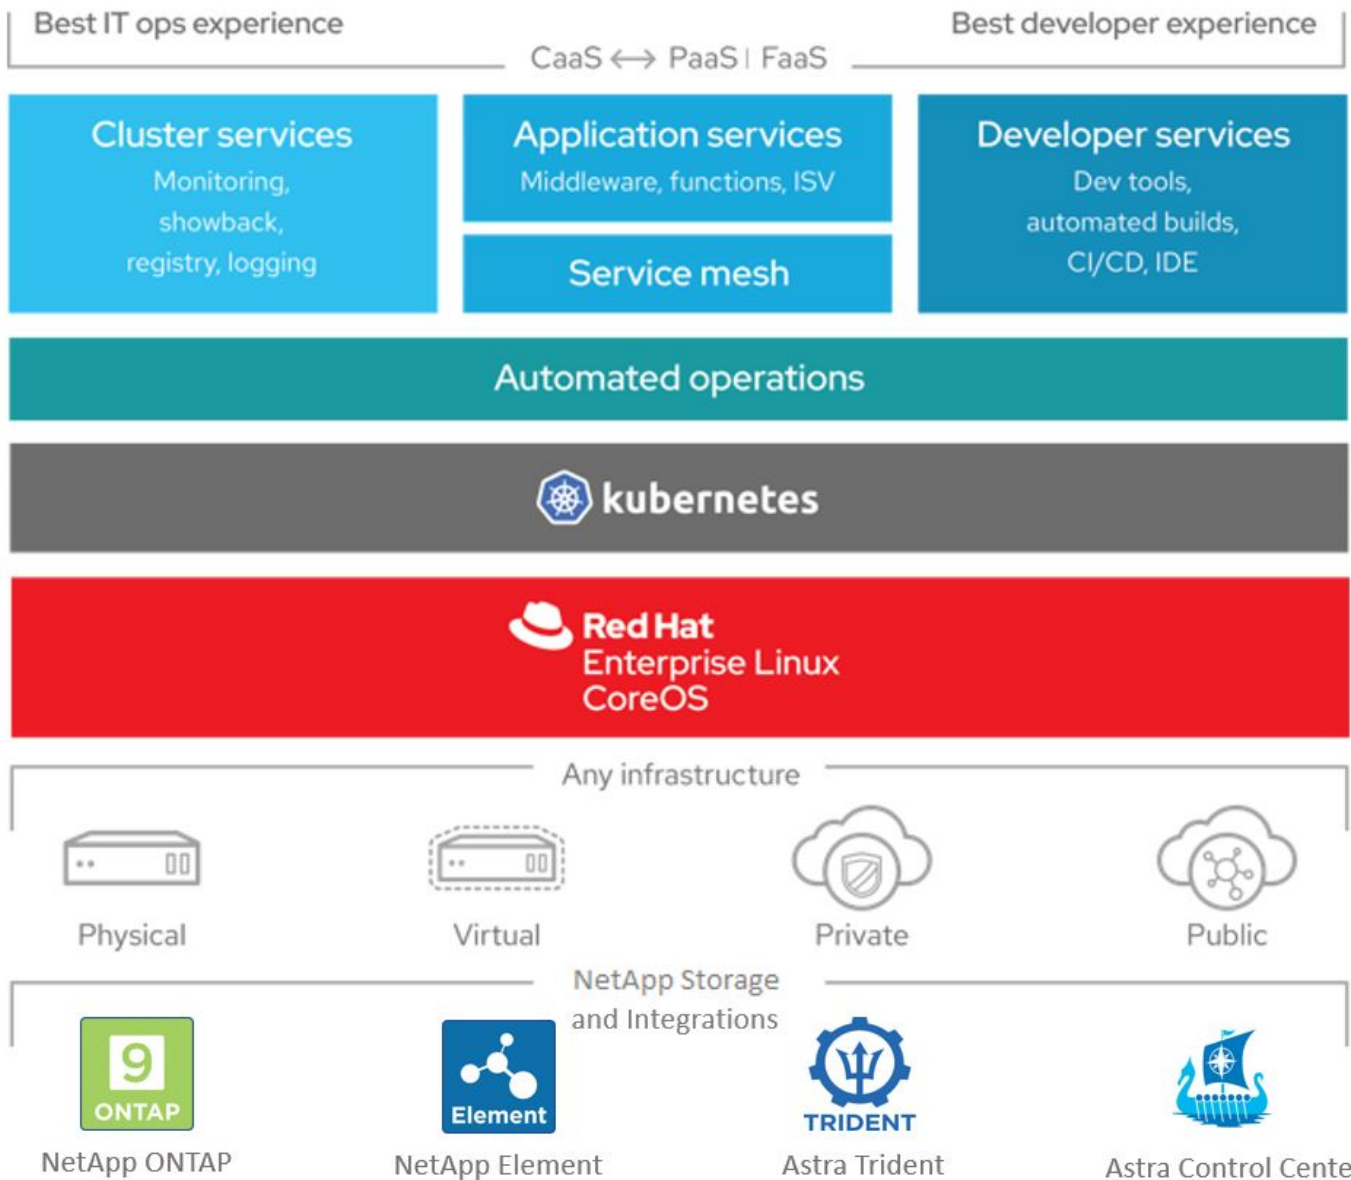 Best IT ops experience
Best developer experience
CaaS ↔ PaaS | FaaS
Cluster services
Monitoring,
showback,
registry, logging
Application services
Middleware, functions, ISV
Service mesh
Developer services
Dev tools,
automated builds,
CI/CD, IDE
Automated operations
kubernetes
Red Hat
Enterprise Linux
CoreOS
Any infrastructure
Physical
Virtual
Private
Public
NetApp Storage
and Integrations
9
ONTAP
NetApp ONTAP
Element
NetApp Element
TRIDENT
Astra Trident
Astra Control Cente